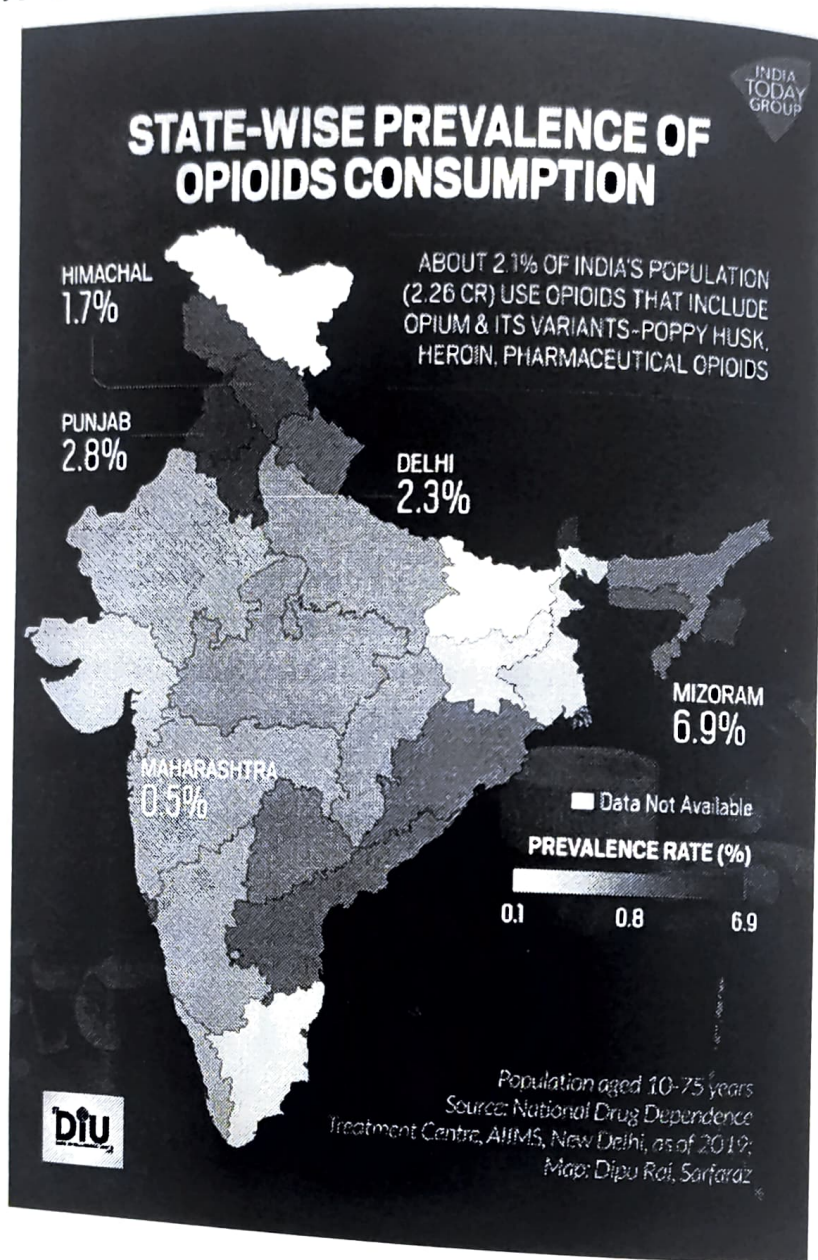 INDIA
TODAY
GROUP
STATE-WISE PREVALENCE OF
OPIOIDS CONSUMPTION
HIMACHAL
1.7%
ABOUT 2.1% OF INDIA'S POPULATION
(2.26 CR) USE OPIOIDS THAT INCLUDE
OPIUM & ITS VARIANTS-POPPY HUSK,
HEROIN, PHARMACEUTICAL OPIOIDS
PUNJAB
2.8%
DELHI
2.3%
MIZORAM
6.9%
MAHARASHTRA
0.5%
Data Not Available
PREVALENCE RATE (%)
0.1 0.8 6.9
Population aged 10-75 years
Source: National Drug Dependence
Treatment Centre, AIIMS, New Delhi, as of 2019;
Map: Dipu Rai, Sarfaraz
DIU